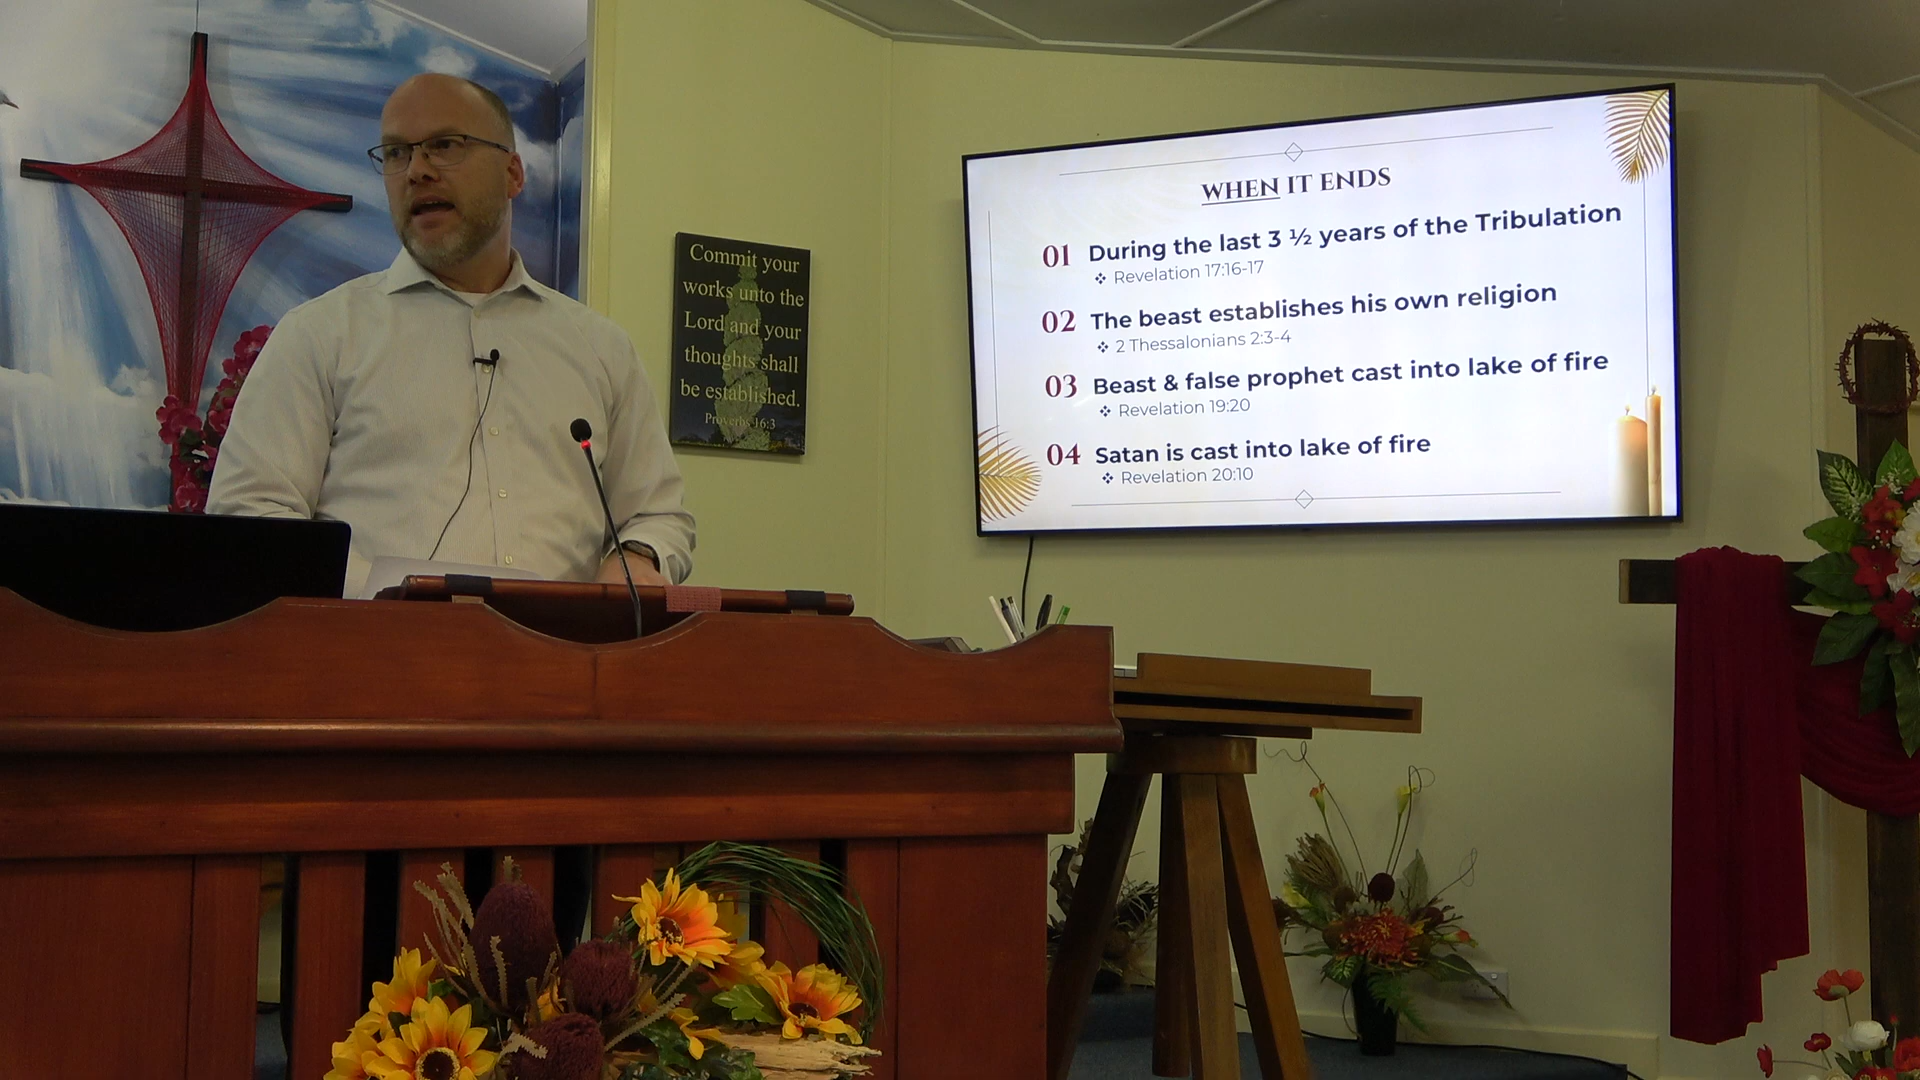 Commit your
works unto the
Lord and your
thoughts shall
be established.
Proverbs 16:3
WHEN IT ENDS
01 During the last 3 ½ years of the Tribulation
❖ Revelation 17:16-17
02 The beast establishes his own religion
❖ 2 Thessalonians 2:3-4
03 Beast & false prophet cast into lake of fire
❖ Revelation 19:20
04 Satan is cast into lake of fire
❖ Revelation 20:10